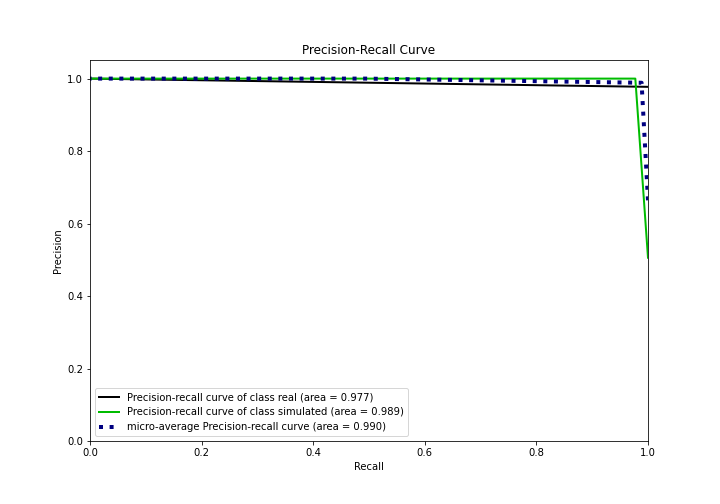 Precision-Recall Curve
1.0
0.8
0.6
0.4
0.2
0.0
Precision
Precision-recall curve of class real (area = 0.977)
Precision-recall curve of class simulated (area = 0.989)
micro-average Precision-recall curve (area = 0.990)
0.0 0.2 0.4 0.6 0.8 1.0
Recall